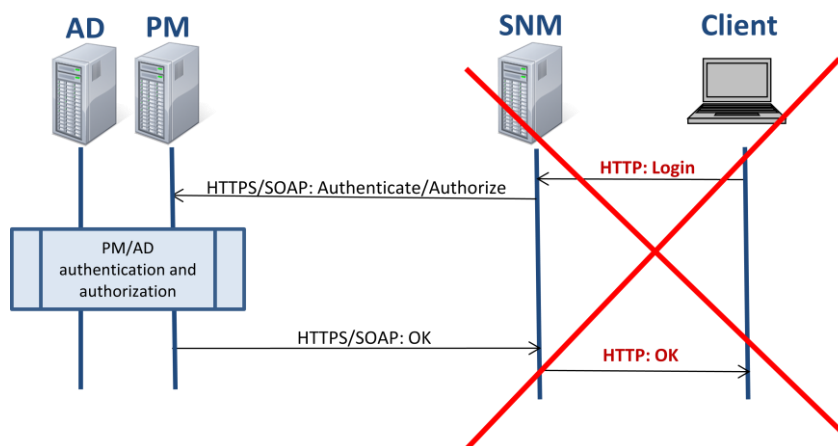 AD
PM
SNM
Client
HTTP: Login
HTTPS/SOAP: Authenticate/Authorize
PM/AD
authentication and
authorization
HTTPS/SOAP: OK
HTTP: OK